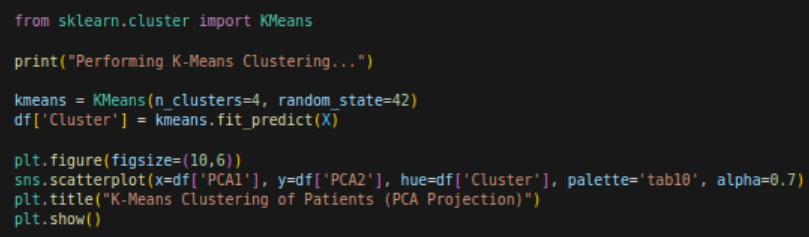 from sklearn.cluster import KMeans
print("Performing K-Means Clustering...")
kmeans = KMeans(n_clusters=4, random_state=42)
df['Cluster'] = kmeans.fit_predict(X)
plt.figure(figsize=(10,6))
sns.scatterplot(x=df['PCA1'], y=df['PCA2'], hue=df['Cluster'], palette='tab10', alpha=0.7)
plt.title("K-Means Clustering of Patients (PCA Projection)")
plt.show()